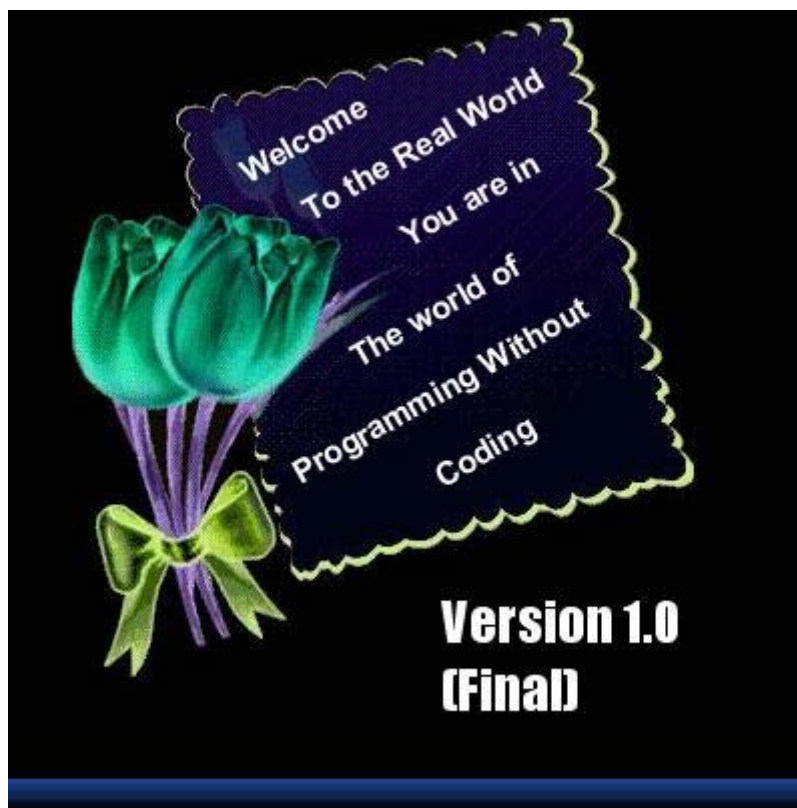 Welcome
To the Real World
You are in
The world of
Programming Without
Coding
Version 1.0
(Final)